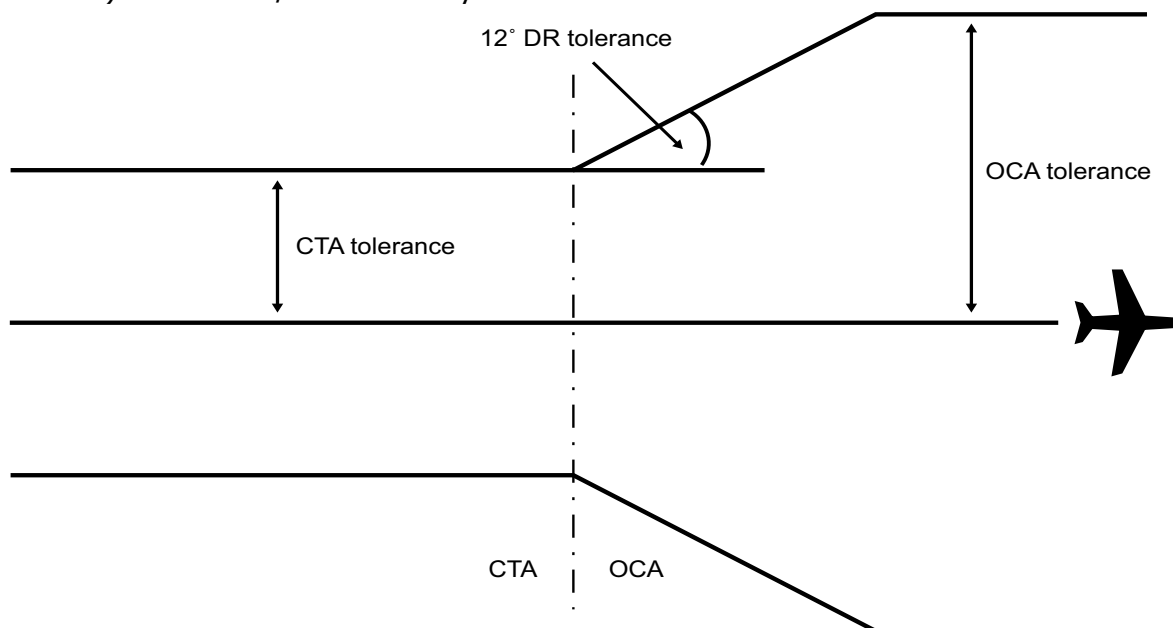 12° DR tolerance
OCA tolerance
CTA tolerance
CTA
OCA